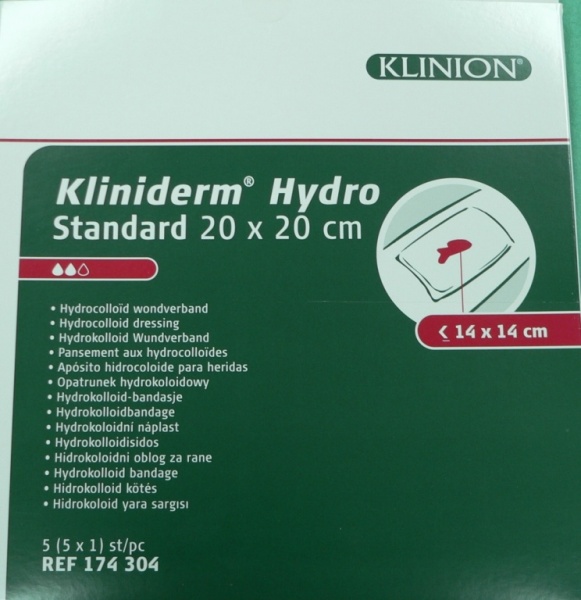 KLINION®
Kliniderm® Hydro
Standard 20 x 20 cm
≤ 14 x 14 cm
• Hydrocolloïd wondverband
• Hydrocolloid dressing
• Hydrokolloid Wundverband
• Pansement aux hydrocolloïdes
• Apósito hidrocoloide para heridas
• Opatrunek hydrokoloidowy
• Hydrokolloid-bandasje
• Hydrokolloidbandage
• Hydrokoloidní náplast
• Hydrokolloidisidos
• Hidrokoloidni oblog za rane
• Hydrokolloid bandage
• Hidrokolloid kötés
• Hidrokoloid yara sargısı
5 (5 x 1) st/pc
REF 174 304